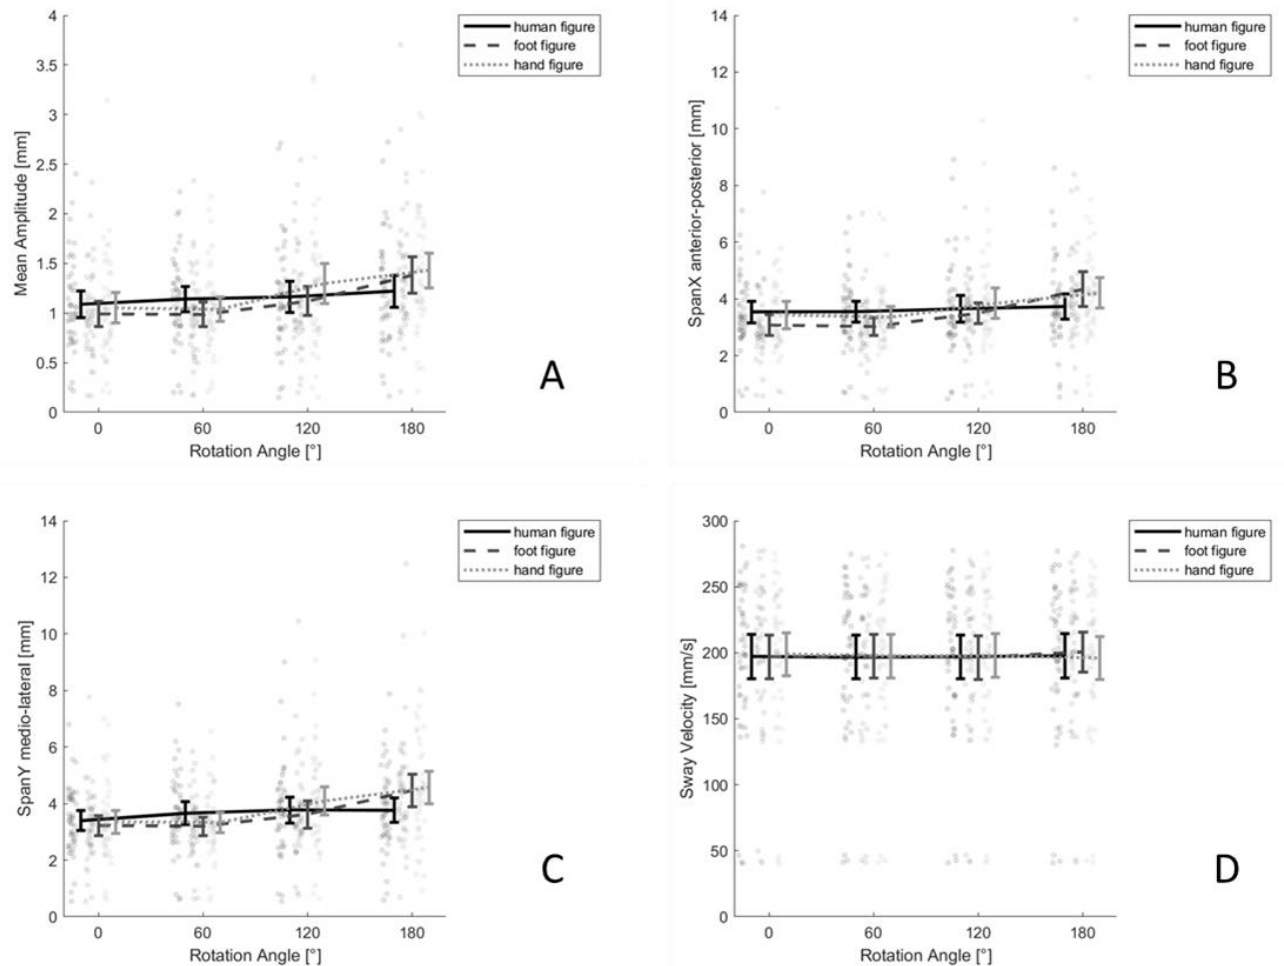 4
3.5
3
2.5
2
1.5
1
0.5
0
Mean Amplitude [mm]
0 60 120 180
Rotation Angle [°]
human figure
foot figure
hand figure
A
14
12
10
8
6
4
2
0
SpanX anterior-posterior [mm]
0 60 120 180
Rotation Angle [°]
human figure
foot figure
hand figure
B
14
12
10
8
6
4
2
0
SpanY medio-lateral [mm]
0 60 120 180
Rotation Angle [°]
human figure
foot figure
hand figure
C
300
250
200
150
100
50
0
Sway Velocity [mm/s]
0 60 120 180
Rotation Angle [°]
human figure
foot figure
hand figure
D